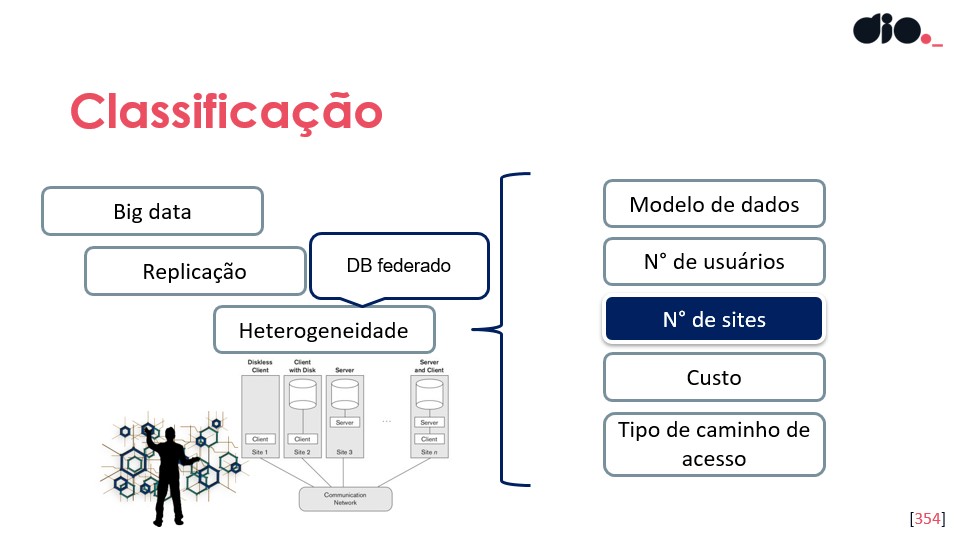 dio._
Classificação
Big data
Replicação
DB federado
Heterogeneidade
Diskless
Client
Client
with Disk
Server
Server
and Client
Server
...
Server
Client
Client
Client
Site 1
Site 2
Site 3
Site n
Communication
Network
Modelo de dados
N° de usuários
N° de sites
Custo
Tipo de caminho de
acesso
[354]